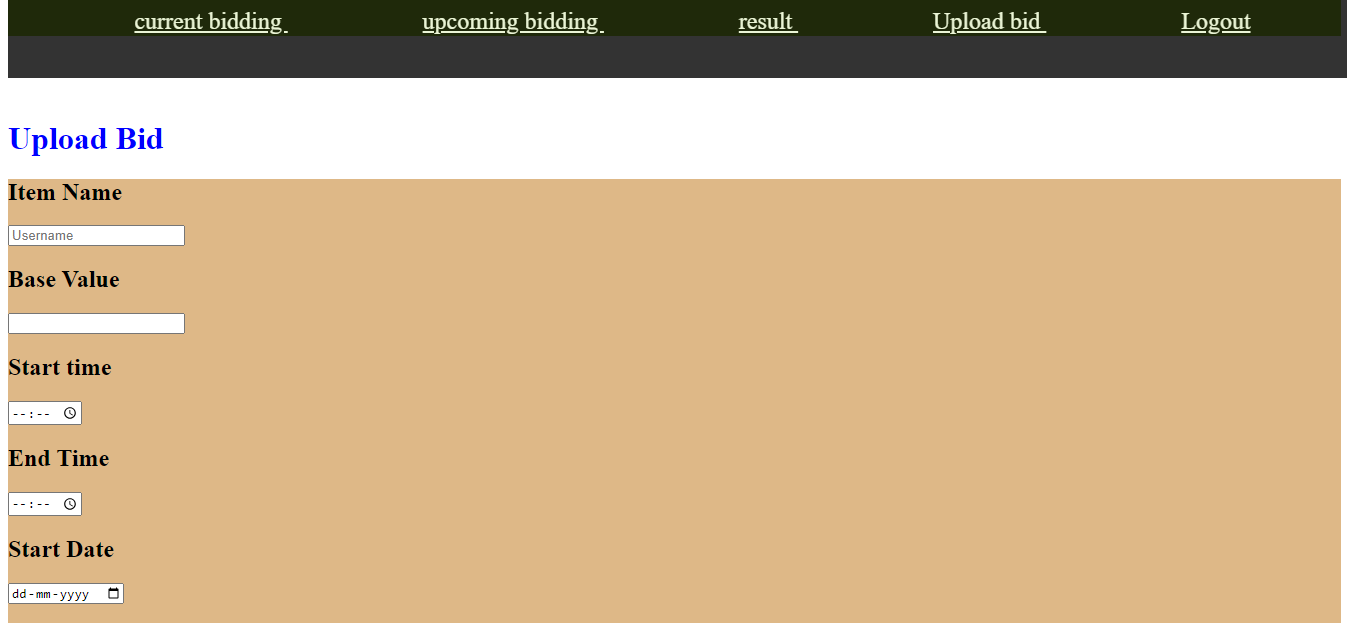 current bidding upcoming bidding result Upload bid Logout
Upload Bid
Item Name
Username
Base Value
Start time
--:--
End Time
--:--
Start Date
dd-mm-yyyy